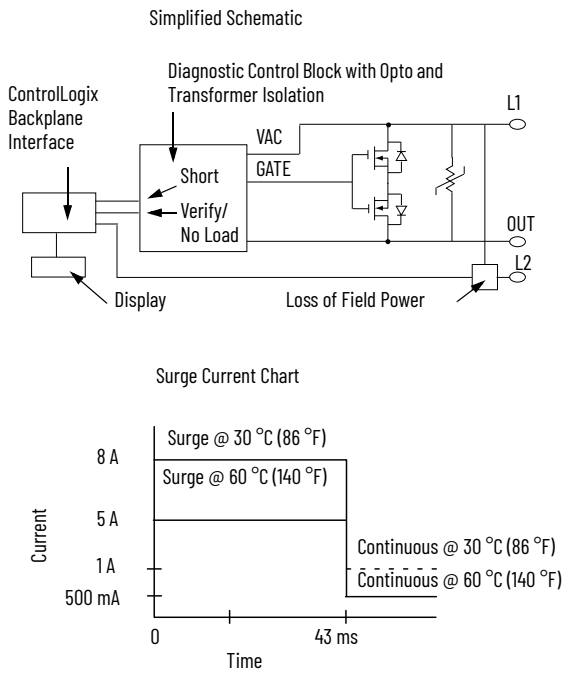 Simplified Schematic
Diagnostic Control Block with Opto and
Transformer Isolation
ControlLogix
Backplane
Interface
L1
VAC
GATE
Short
Verify/
No Load
OUT
L2
Display
Loss of Field Power
Surge Current Chart
Surge @ 30 °C (86 °F)
8 A
Surge @ 60 °C (140 °F)
5 A
Current
Continuous @ 30 °C (86 °F)
1 A
Continuous @ 60 °C (140 °F)
500 mA
0
43 ms
Time